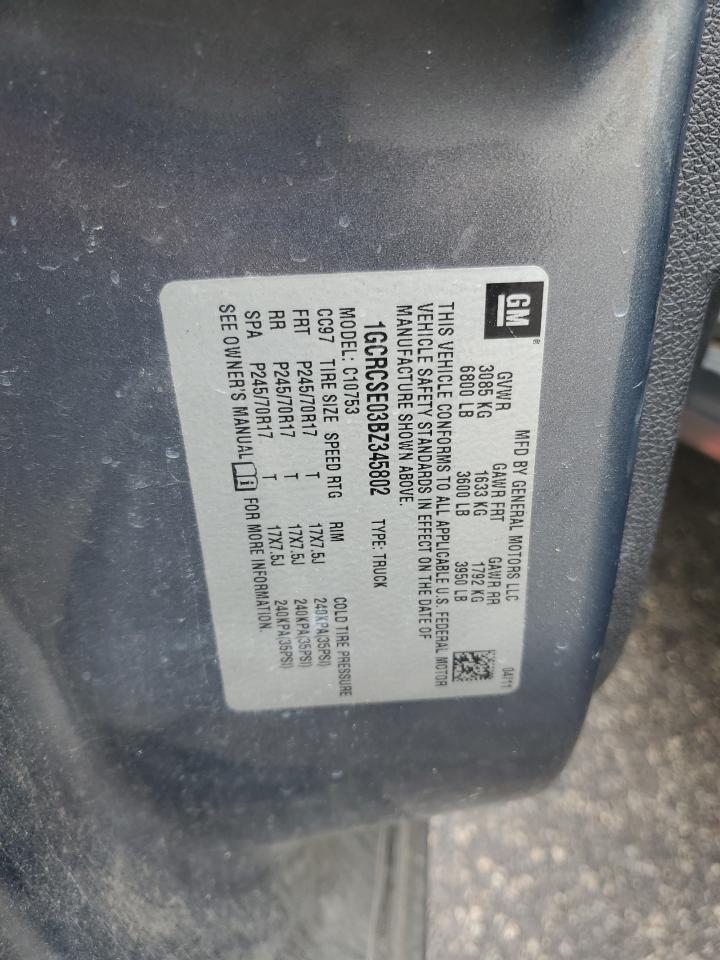 GM ®
MFD BY GENERAL MOTORS LLC 04/11
GVWR GAWR FRT GAWR RR
3085 KG 1633 KG 1792 KG
6800 LB 3600 LB 3950 LB
THIS VEHICLE CONFORMS TO ALL APPLICABLE U.S. FEDERAL MOTOR
VEHICLE SAFETY STANDARDS IN EFFECT ON THE DATE OF
MANUFACTURE SHOWN ABOVE.
1GCRCSE03BZ345802 TYPE: TRUCK
MODEL: C10753
CC97 TIRE SIZE SPEED RTG RIM COLD TIRE PRESSURE
FRT P245/70R17 T 17X7.5J 240KPA(35PSI)
RR P245/70R17 T 17X7.5J 240KPA(35PSI)
SPA P245/70R17 T 17X7.5J 240KPA(35PSI)
SEE OWNER'S MANUAL FOR MORE INFORMATION.